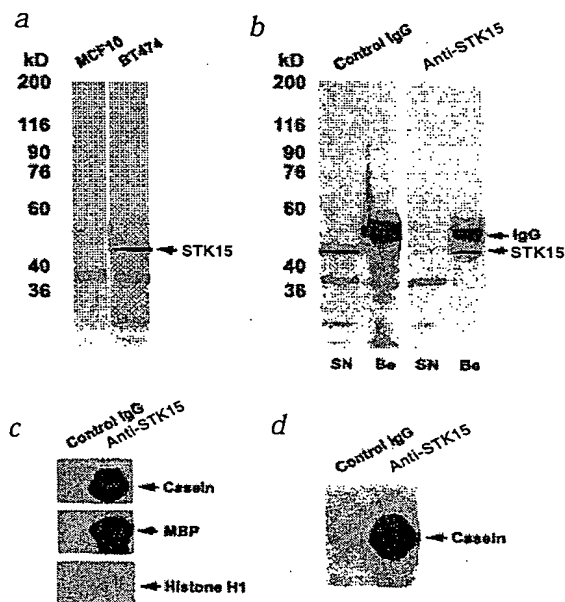 a
MCF10 BT474
kD
200
116
90
76
60
40
36
STK15
b
Control IgG Anti-STK15
kD
200
116
90
76
60
40
36
IgG
STK15
SN Be SN Be
c
Control IgG
Anti-STK15
Casein
MBP
Histone H1
d
Control IgG
Anti-STK15
Casein